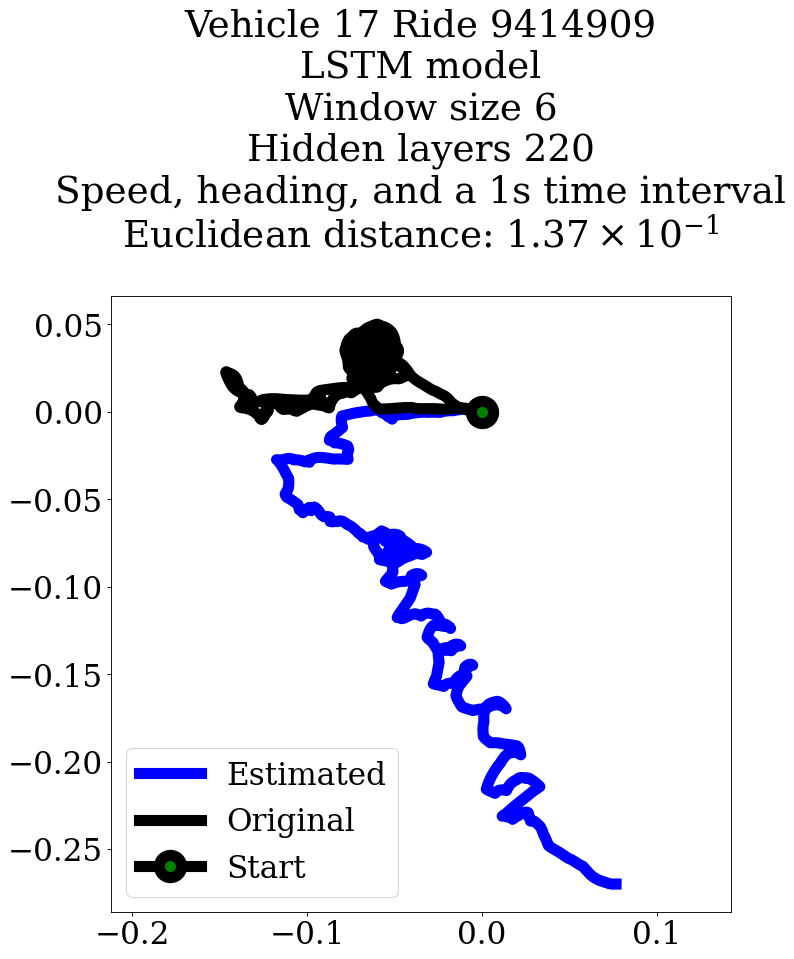 Vehicle 17 Ride 9414909
LSTM model
Window size 6
Hidden layers 220
Speed, heading, and a 1s time interval
Euclidean distance: 1.37 × 10⁻¹
0.05
0.00
−0.05
−0.10
−0.15
−0.20
−0.25
Estimated
Original
Start
−0.2
−0.1
0.0
0.1